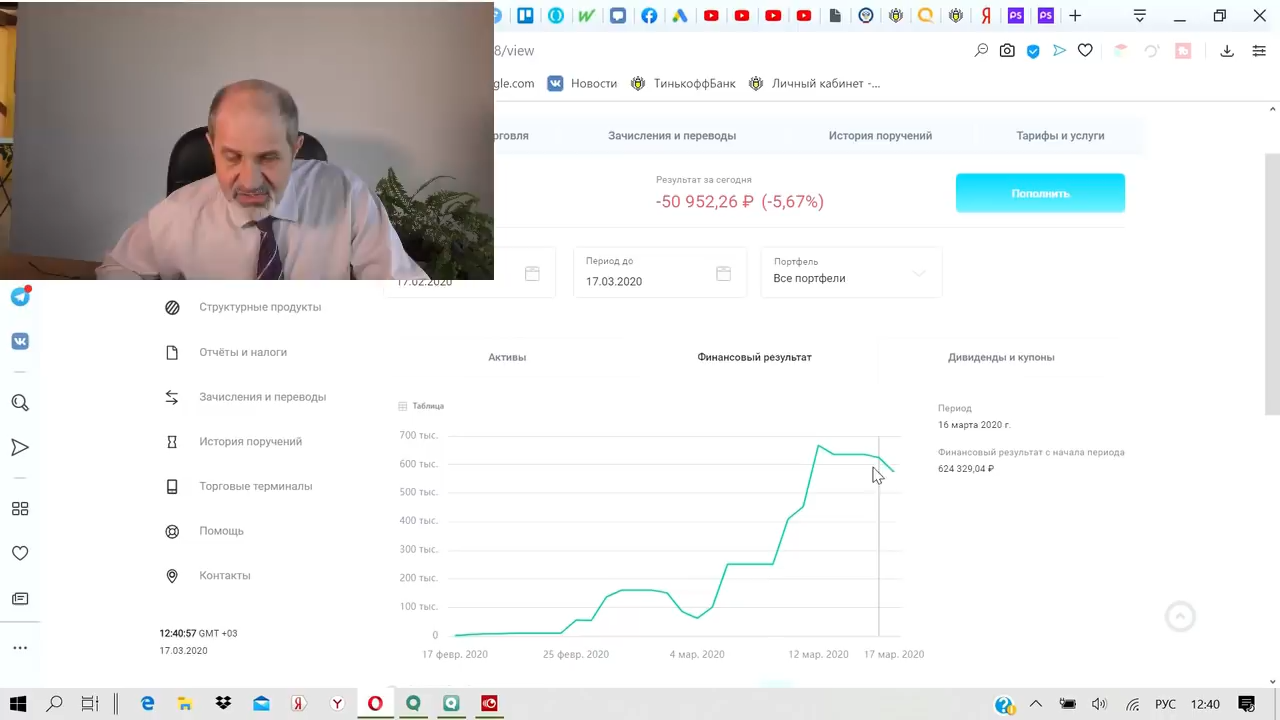 8/view
gle.com
Новости
ТинькоффБанк
Личный кабинет -...
рговля
Зачисления и переводы
История поручений
Тарифы и услуги
Результат за сегодня
-50 952,26 ₽ (-5,67%)
Пополнить
17.02.2020
Период до
17.03.2020
Портфель
Все портфели
Структурные продукты
Отчёты и налоги
Зачисления и переводы
История поручений
Торговые терминалы
Помощь
Контакты
12:40:57 GMT +03
17.03.2020
Активы
Финансовый результат
Дивиденды и купоны
Таблица
700 тыс.
600 тыс.
500 тыс.
400 тыс.
300 тыс.
200 тыс.
100 тыс.
0
17 февр. 2020
25 февр. 2020
4 мар. 2020
12 мар. 2020
17 мар. 2020
Период
16 марта 2020 г.
Финансовый результат с начала периода
624 329,04 ₽
РУС
12:40